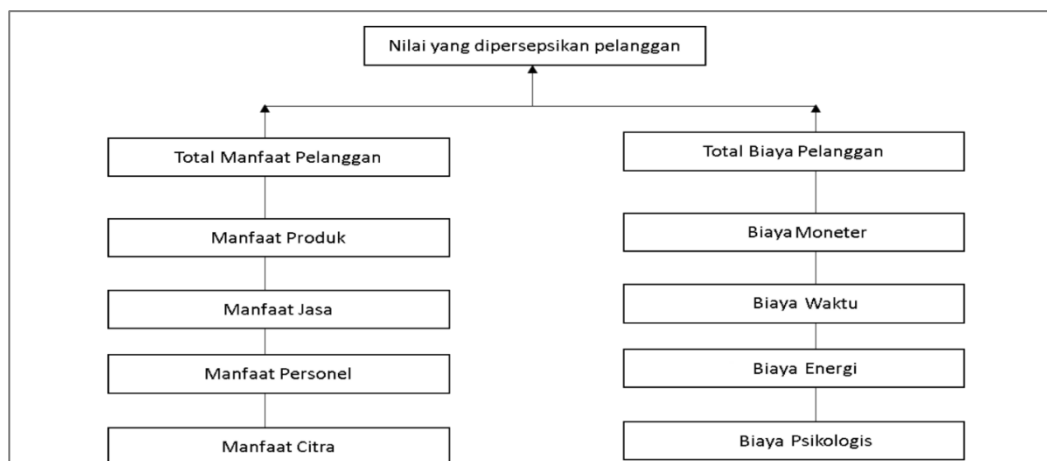 Nilai yang dipersepsikan pelanggan
Total Manfaat Pelanggan
Manfaat Produk
Manfaat Jasa
Manfaat Personel
Manfaat Citra
Total Biaya Pelanggan
Biaya Moneter
Biaya Waktu
Biaya Energi
Biaya Psikologis